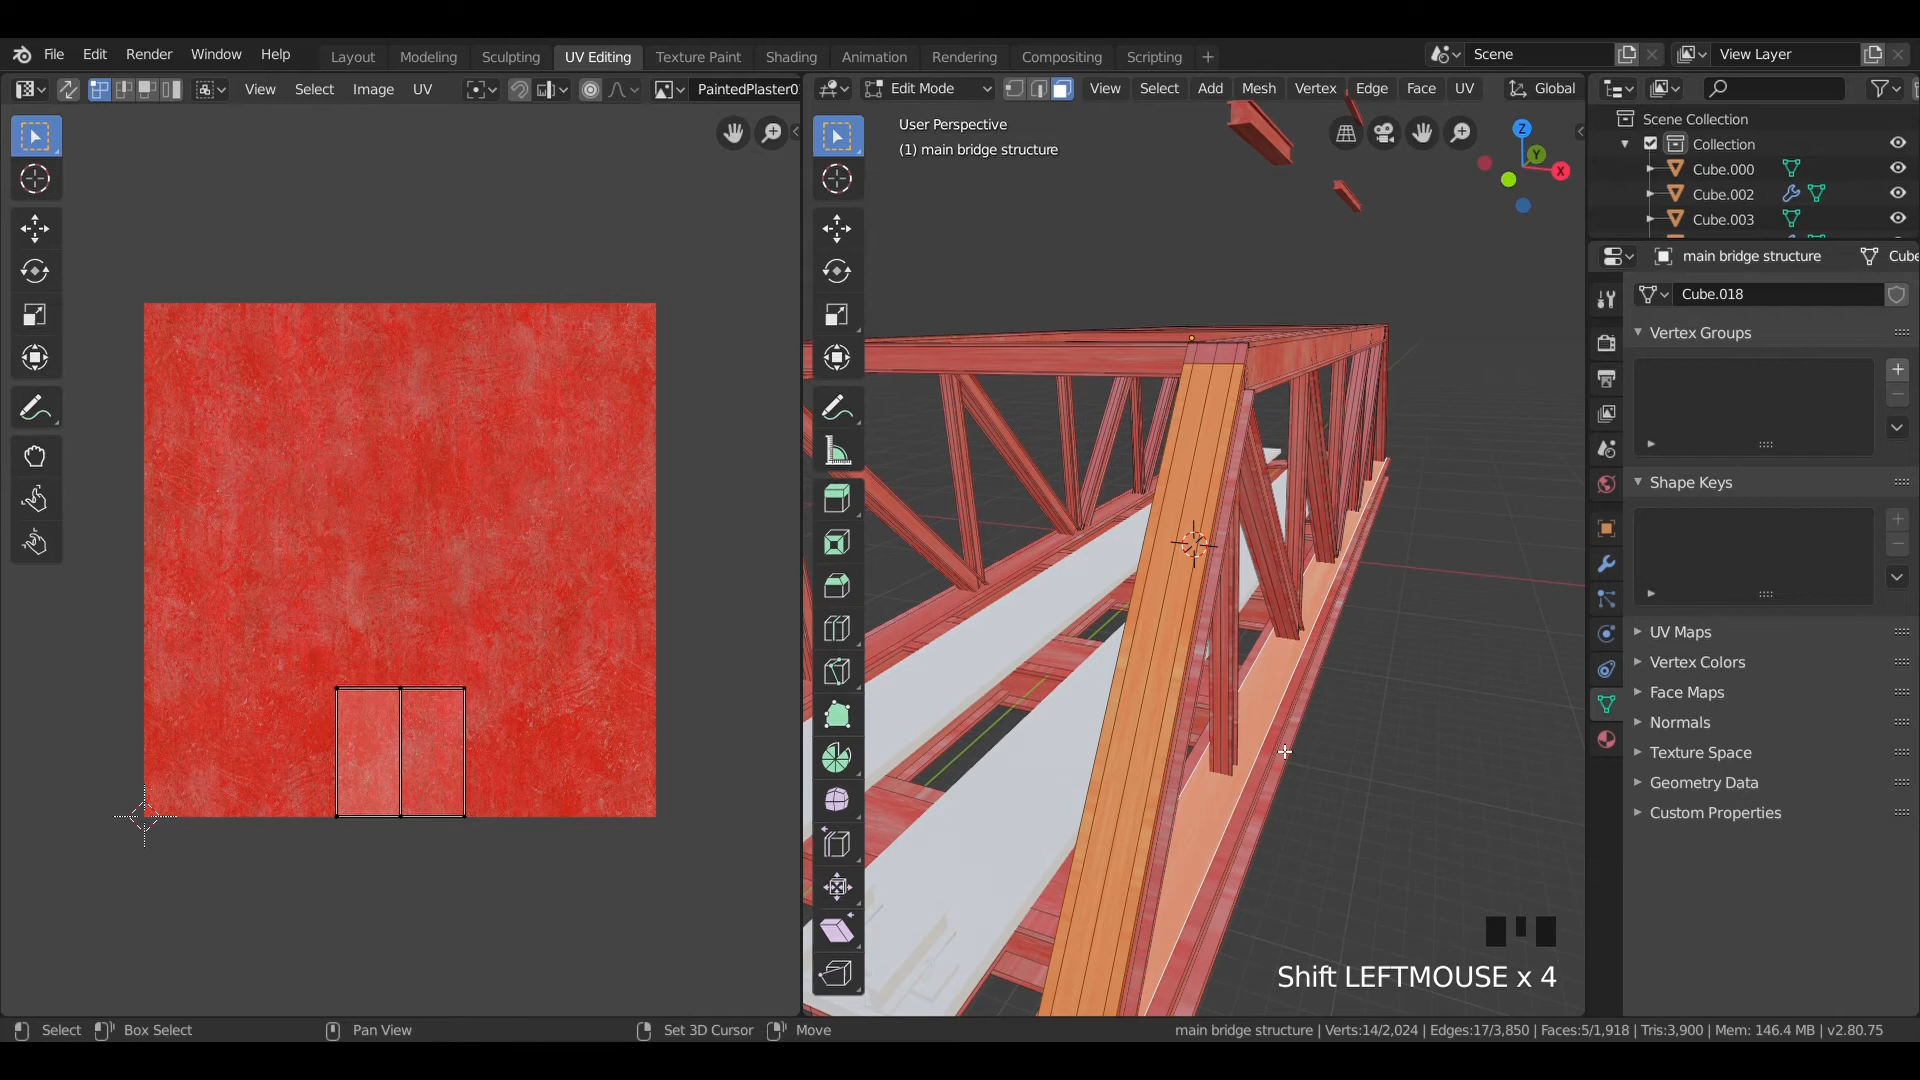 File Edit Render Window Help Layout Modeling Sculpting UV Editing Texture Paint Shading Animation Rendering Compositing Scripting + Scene View Layer
View Select Image UV PaintedPlaster0 Edit Mode View Select Add Mesh Vertex Edge Face UV Global
User Perspective
(1) main bridge structure
Z
Y
X
Scene Collection
Collection
Cube.000
Cube.002
Cube.003
main bridge structure Cube
Cube.018
Vertex Groups
Shape Keys
UV Maps
Vertex Colors
Face Maps
Normals
Texture Space
Geometry Data
Custom Properties
Shift LEFTMOUSE x 4
Select Box Select Pan View Set 3D Cursor Move main bridge structure | Verts:14/2,024 | Edges:17/3,850 | Faces:5/1,918 | Tris:3,900 | Mem: 146.4 MB | v2.80.75